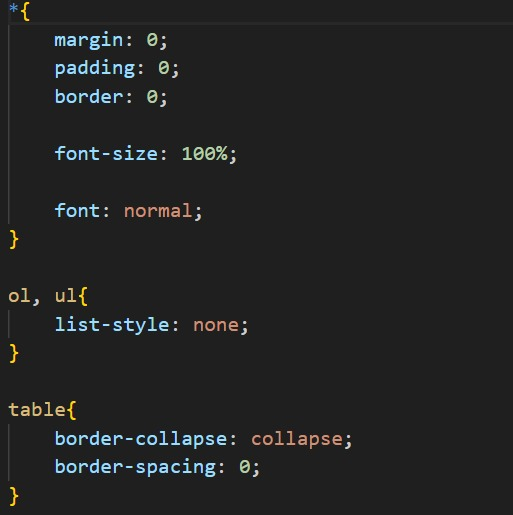 *{
    margin: 0;
    padding: 0;
    border: 0;

    font-size: 100%;

    font: normal;
}

ol, ul{
    list-style: none;
}

table{
    border-collapse: collapse;
    border-spacing: 0;
}